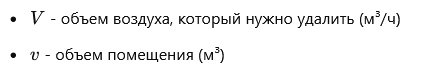 • V - объем воздуха, который нужно удалить (м³/ч)
• v - объем помещения (м³)